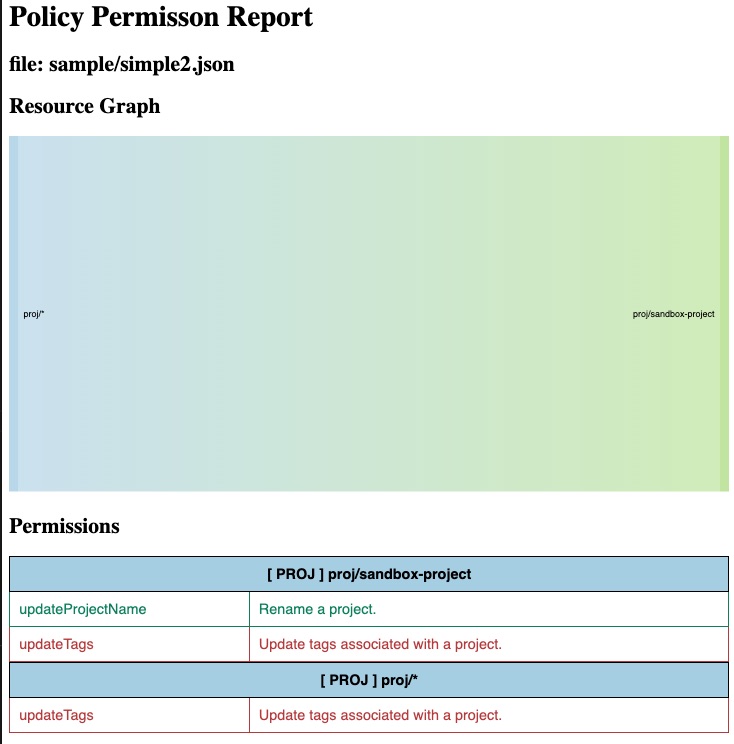 Policy Permisson Report
file: sample/simple2.json
Resource Graph
proj/*
proj/sandbox-project
Permissions
[ PROJ ] proj/sandbox-project
updateProjectName Rename a project.
updateTags Update tags associated with a project.
[ PROJ ] proj/*
updateTags Update tags associated with a project.